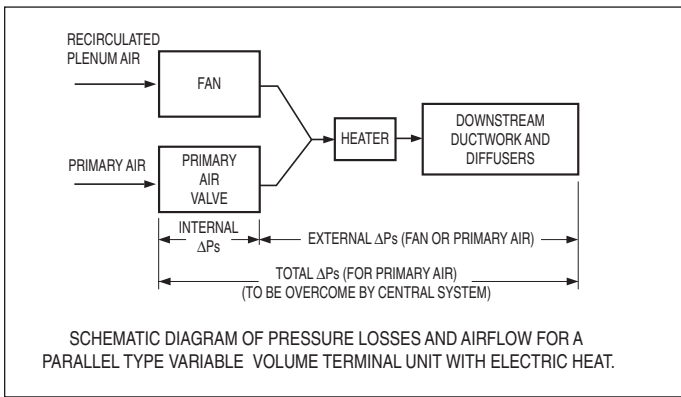 RECIRCULATED
PLENUM AIR
FAN
HEATER
DOWNSTREAM
DUCTWORK AND
DIFFUSERS
PRIMARY AIR
PRIMARY
AIR
VALVE
INTERNAL
ΔPs
EXTERNAL ΔPs (FAN OR PRIMARY AIR)
TOTAL ΔPs (FOR PRIMARY AIR)
(TO BE OVERCOME BY CENTRAL SYSTEM)
SCHEMATIC DIAGRAM OF PRESSURE LOSSES AND AIRFLOW FOR A
PARALLEL TYPE VARIABLE VOLUME TERMINAL UNIT WITH ELECTRIC HEAT.